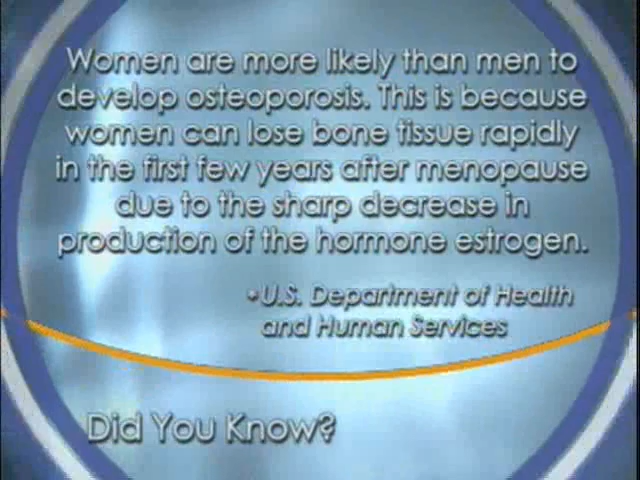 Women are more likely than men to
develop osteoporosis. This is because
women can lose bone tissue rapidly
in the first few years after menopause
due to the sharp decrease in
production of the hormone estrogen.
•U.S. Department of Health
and Human Services
Did You Know?